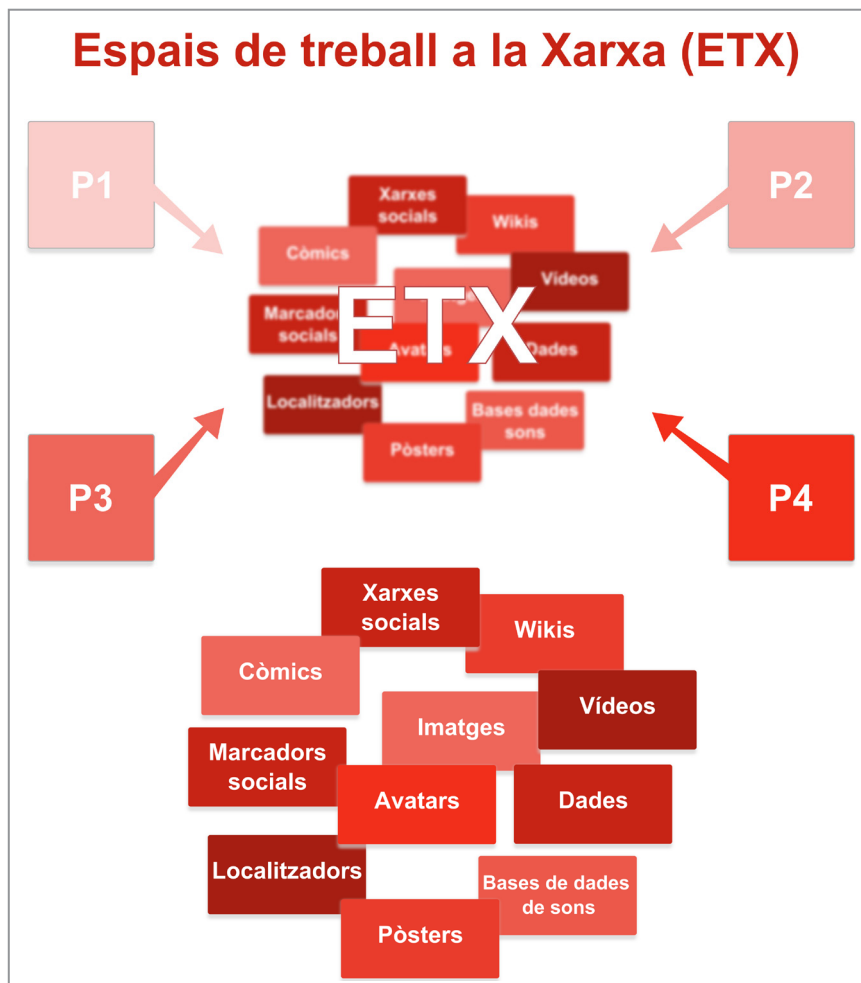 Espais de treball a la Xarxa (ETX)
P1
P2
Xarxes
socials
Wikis
Còmics
Vídeos
ETX
Dades
Localitzadors
Bases dades
sons
Pòsters
P3
P4
Xarxes
socials
Wikis
Còmics
Vídeos
Imatges
Marcadors
socials
Avatars
Dades
Localitzadors
Bases de dades
de sons
Pòsters